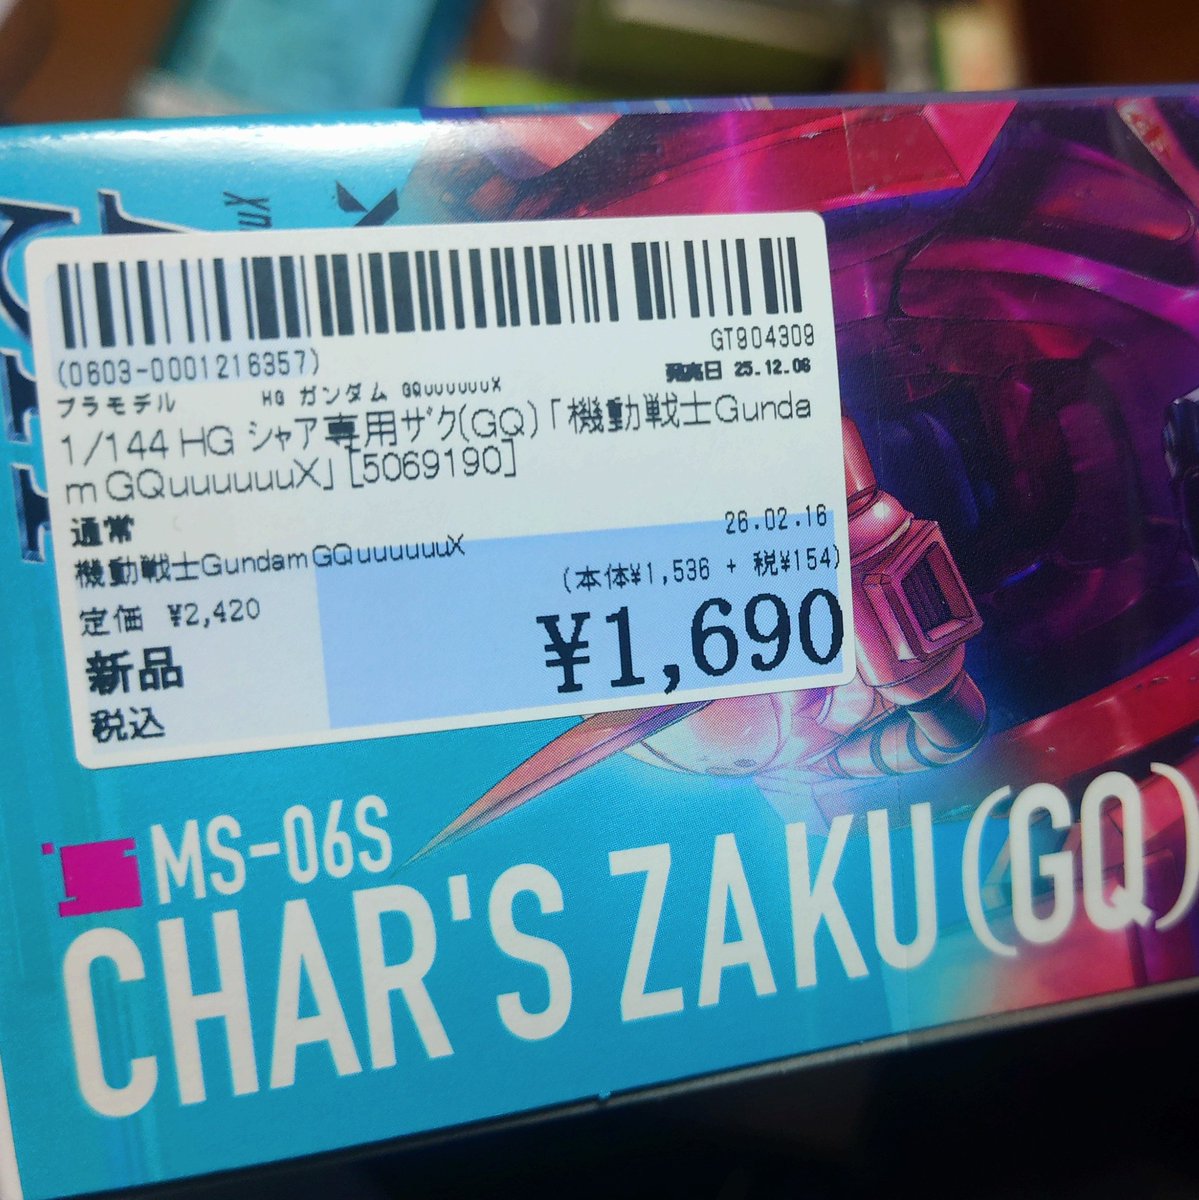 uuX
(0603-0001216357)
GT904309
プラモデル HG ガンダム GQuuuuuuX
発売日 25.12.06
1/144 HG シャア専用ザク(GQ)「機動戦士Gunda
m GQuuuuuuX」[5069190]
通常
26.02.16
機動戦士Gundam GQuuuuuuX
(本体¥1,536 + 税¥154)
定価 ¥2,420
¥1,690
新品
税込
MS-06S
CHAR'S ZAKU (GQ)